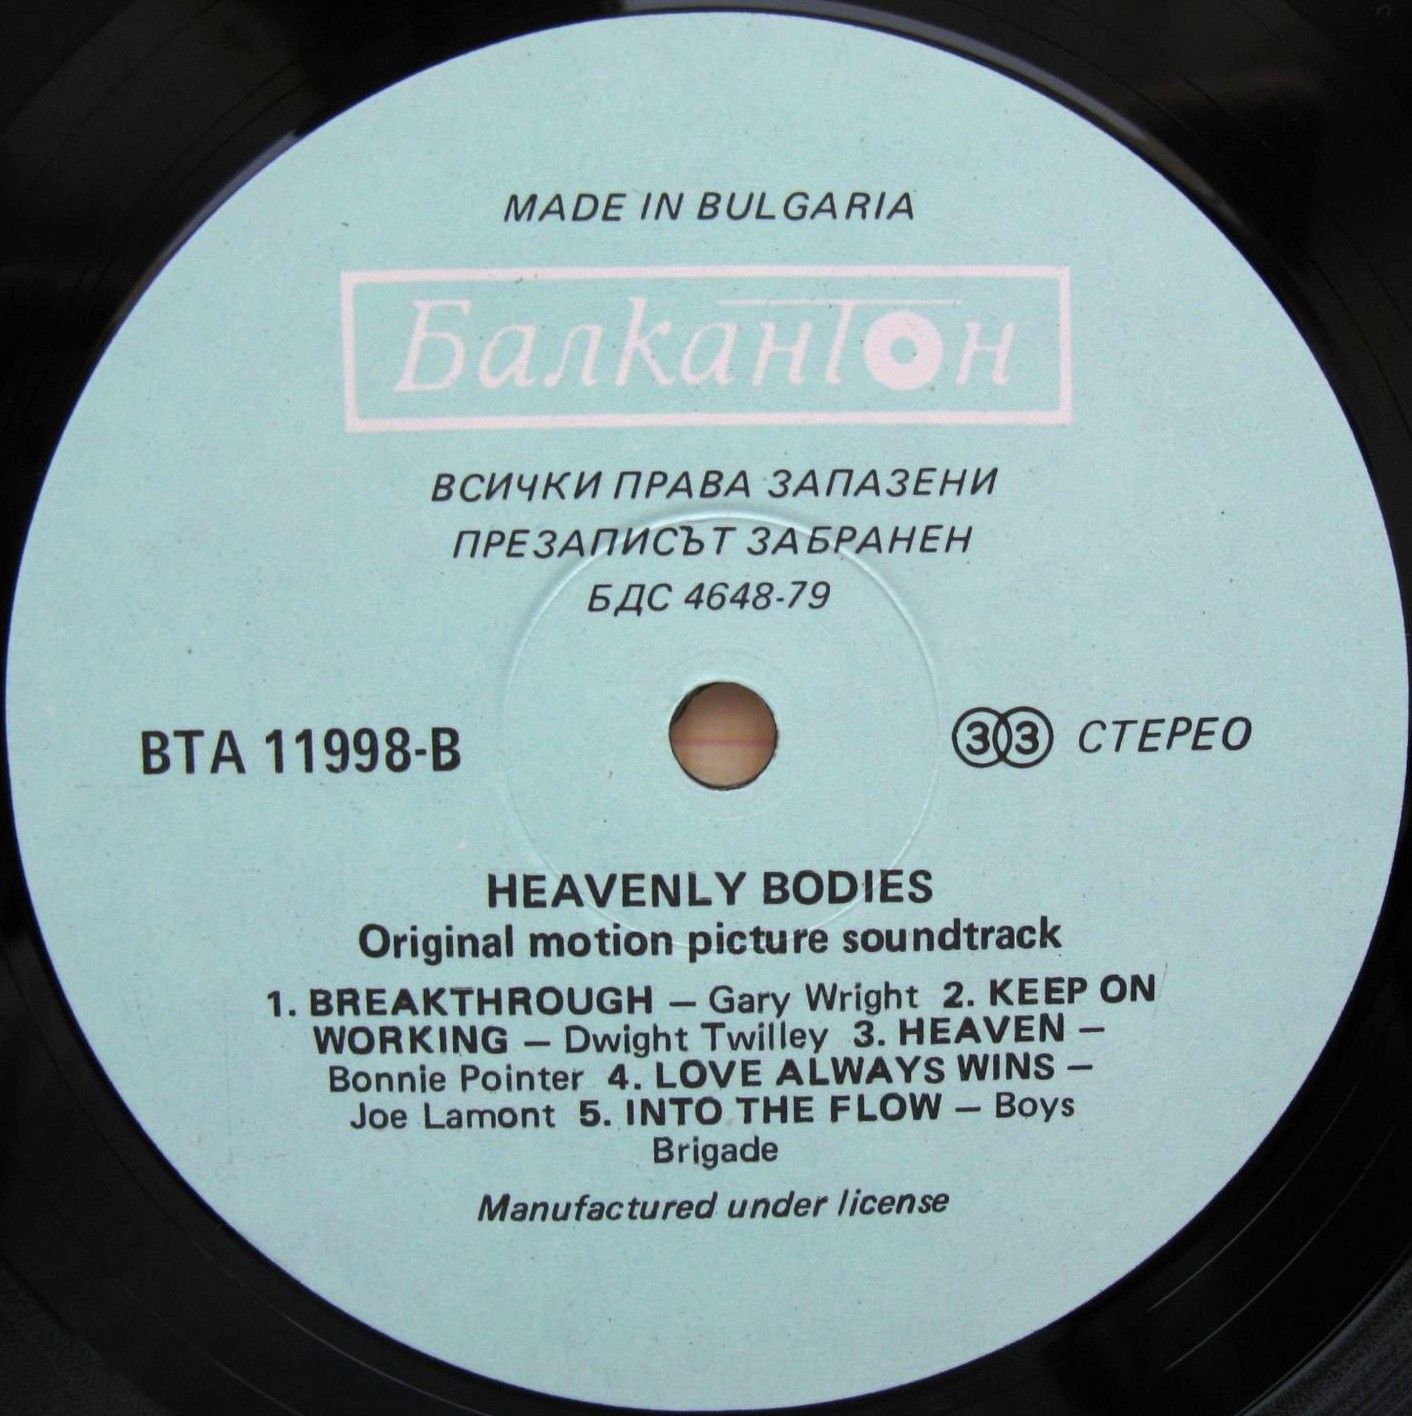 MADE IN BULGARIA
Балкантон
ВСИЧКИ ПРАВА ЗАПАЗЕНИ
ПРЕЗАПИСЪТ ЗАБРАНЕН
БДС 4648-79
ВТА 11998-В
33 СТЕРЕО
HEAVENLY BODIES
Original motion picture soundtrack
1. BREAKTHROUGH — Gary Wright 2. KEEP ON
WORKING — Dwight Twilley 3. HEAVEN —
Bonnie Pointer 4. LOVE ALWAYS WINS —
Joe Lamont 5. INTO THE FLOW — Boys
Brigade
Manufactured under license